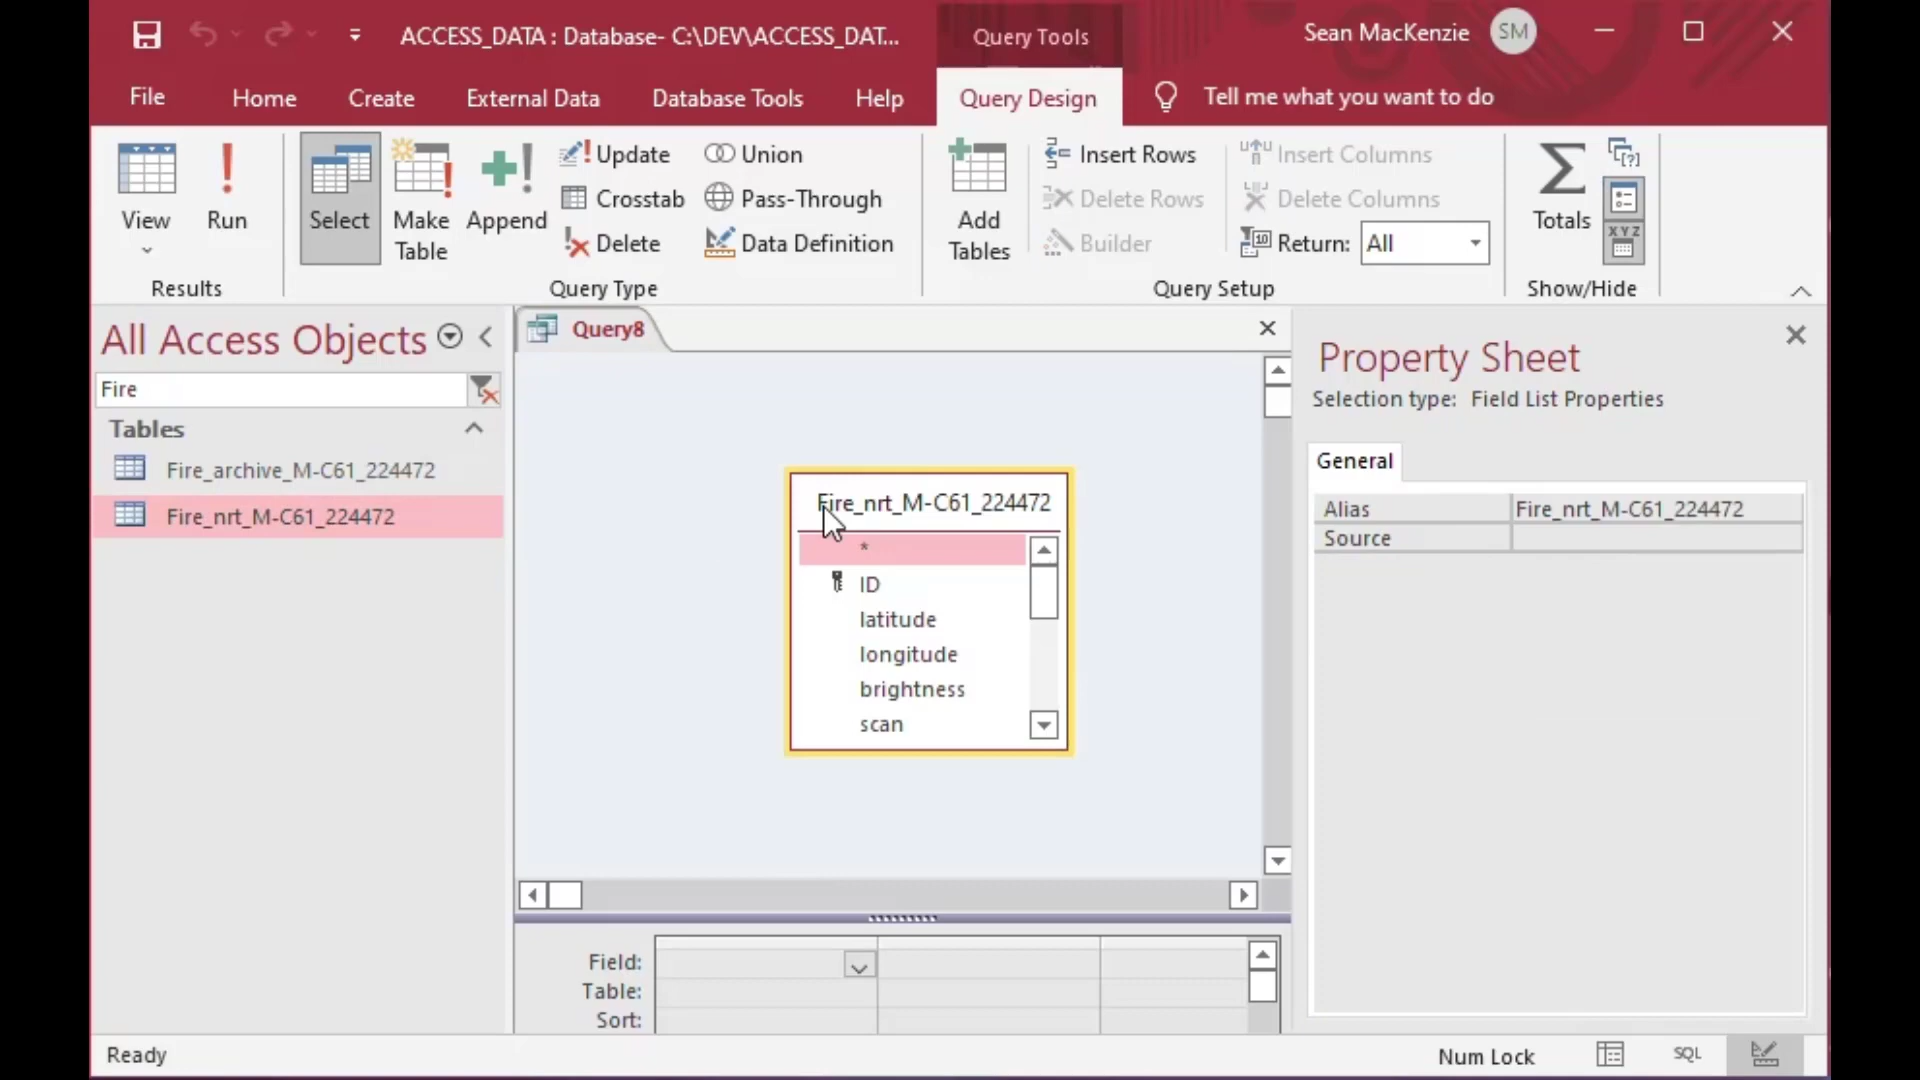 ACCESS_DATA : Database- C:\DEV\ACCESS_DAT...
Query Tools
Sean MacKenzie
SM
File
Home
Create
External Data
Database Tools
Help
Query Design
Tell me what you want to do
View
Run
Select
Make Table
Append
Update
Crosstab
Delete
Union
Pass-Through
Data Definition
Add Tables
Insert Rows
Delete Rows
Builder
Insert Columns
Delete Columns
Return: All
Totals
XYZ
Results
Query Type
Query Setup
Show/Hide
All Access Objects
Fire
Tables
Fire_archive_M-C61_224472
Fire_nrt_M-C61_224472
Query8
Fire_nrt_M-C61_224472
*
ID
latitude
longitude
brightness
scan
Field:
Table:
Sort:
Property Sheet
Selection type: Field List Properties
General
Alias Fire_nrt_M-C61_224472
Source
Ready
Num Lock
SQL